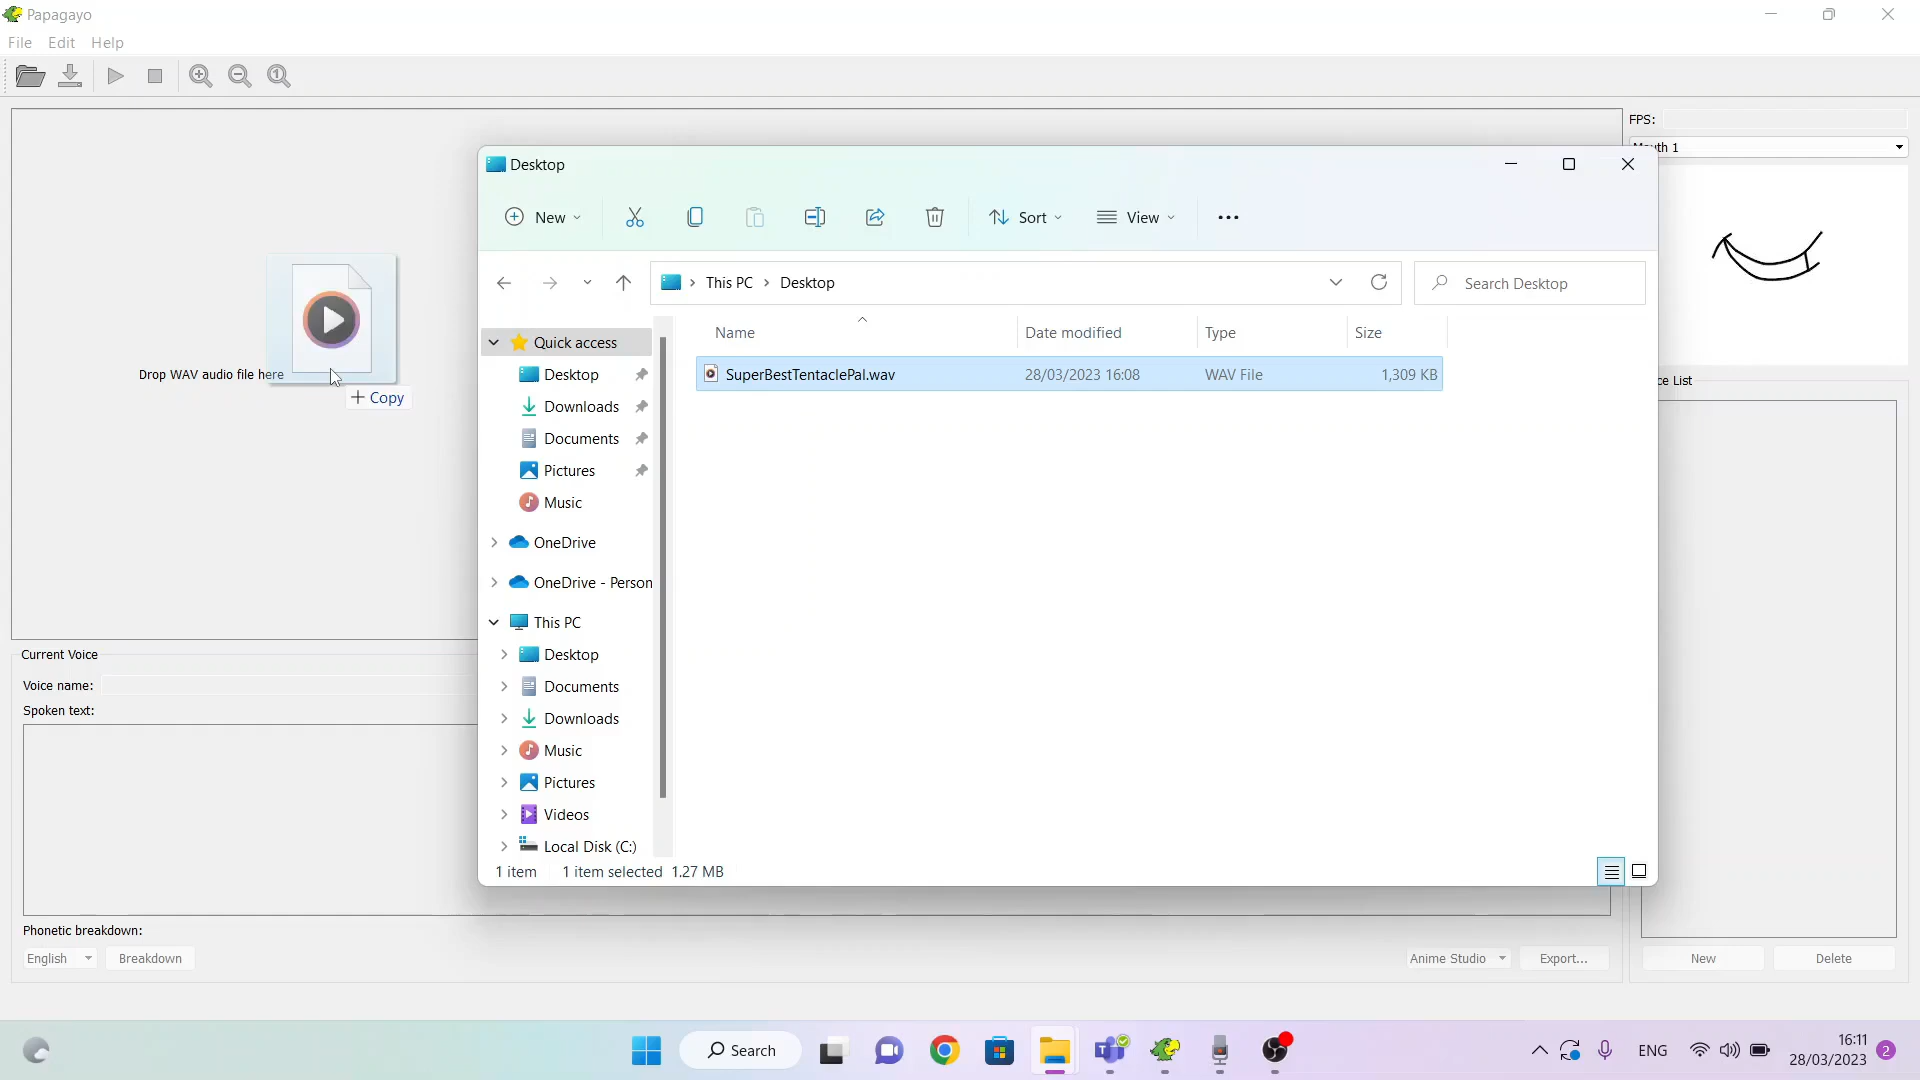 Papagayo
File Edit Help
FPS:
Mouth 1
Drop WAV audio file here
+ Copy
Desktop
New
Sort
View
This PC > Desktop
Search Desktop
Name Date modified Type Size
SuperBestTentaclePal.wav 28/03/2023 16:08 WAV File 1,309 KB
Quick access
Desktop
Downloads
Documents
Pictures
Music
OneDrive
OneDrive - Person
This PC
Desktop
Documents
Downloads
Music
Pictures
Videos
Local Disk (C:)
1 item 1 item selected 1.27 MB
ce List
Current Voice
Voice name:
Spoken text:
Phonetic breakdown:
English Breakdown Anime Studio Export... New Delete
Search
ENG
16:11
28/03/2023
2